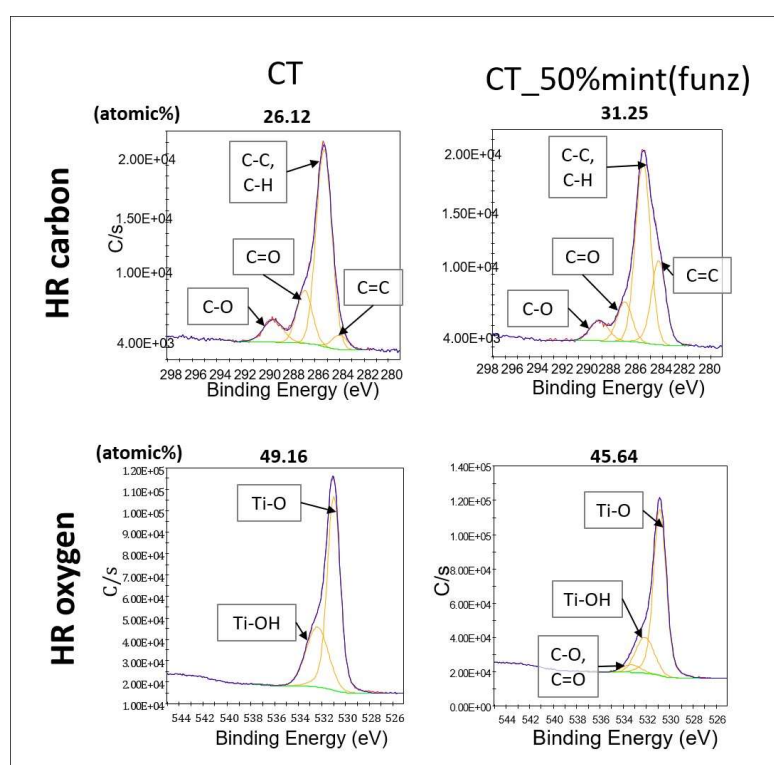 CT
CT_50%mint(funz)
(atomic%)
26.12
31.25
HR carbon
C/s
2.00E+04
1.50E+04
1.00E+04
4.00E+03
C-C,
C-H
C=O
C-O
C=C
298 296 294 292 290 288 286 284 282 280
Binding Energy (eV)
2.00E+04
1.50E+04
1.00E+04
4.00E+03
C-C,
C-H
C=O
C-O
C=C
298 296 294 292 290 288 286 284 282 280
Binding Energy (eV)
(atomic%)
49.16
45.64
HR oxygen
C/s
1.20E+05
1.10E+05
1.00E+05
9.00E+04
8.00E+04
7.00E+04
6.00E+04
5.00E+04
4.00E+04
3.00E+04
2.00E+04
1.00E+04
Ti-O
Ti-OH
544 542 540 538 536 534 532 530 528 526
Binding Energy (eV)
C/s
1.40E+05
1.20E+05
1.00E+05
8.00E+04
6.00E+04
4.00E+04
2.00E+04
0.00E+00
Ti-O
Ti-OH
C-O,
C=O
544 542 540 538 536 534 532 530 528 526
Binding Energy (eV)